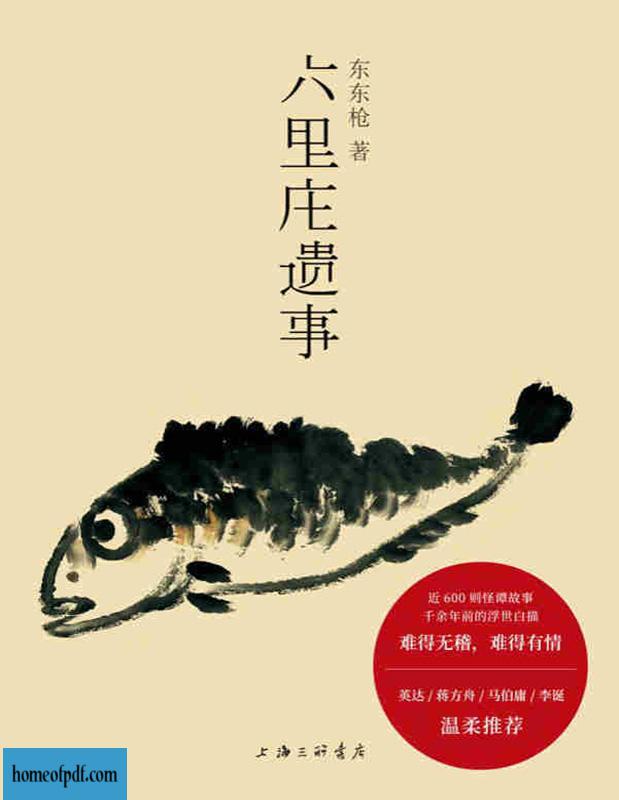 六里庄遗事
东东枪 著
近600则怪谭故事
千余年前的浮世白描
难得无稽，难得有情
英达/蒋方舟/马伯庸/李诞
温柔推荐
上海三联书店
homeofpdf.com